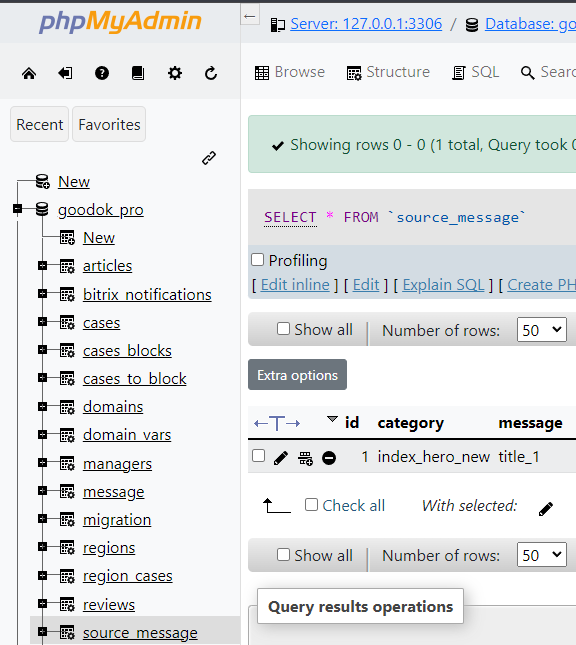 phpMyAdmin
Recent Favorites
New
goodok_pro
New
articles
bitrix_notifications
cases
cases_blocks
cases_to_block
domains
domain_vars
managers
message
migration
regions
region_cases
reviews
source_message
Server: 127.0.0.1:3306 / Database: go
Browse Structure SQL Searc
Showing rows 0 - 0 (1 total, Query took 0
SELECT * FROM `source_message`
Profiling
[ Edit inline ] [ Edit ] [ Explain SQL ] [ Create PH
Show all Number of rows: 50
Extra options
←T→ id category message
1 index_hero_new title_1
Check all With selected:
Show all Number of rows: 50
Query results operations